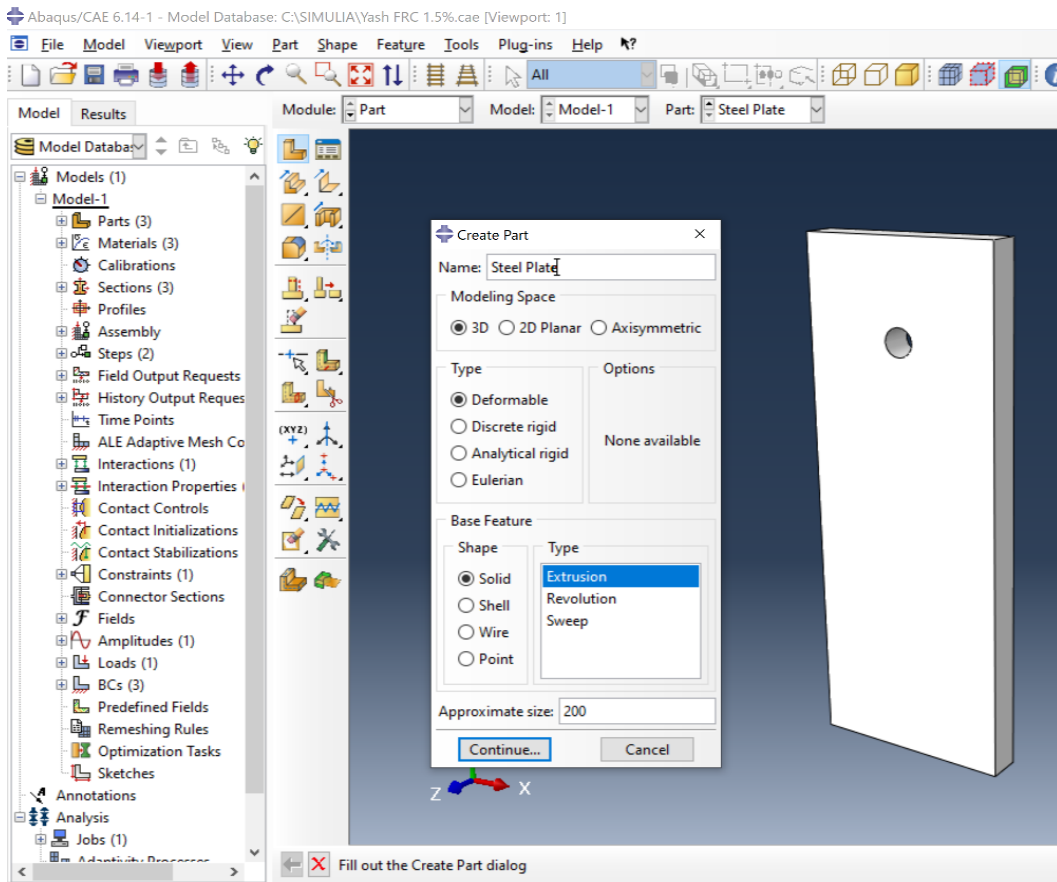 Abaqus/CAE 6.14-1 - Model Database: C:\SIMULIA\Yash FRC 1.5%.cae [Viewport: 1]
File Model Viewport View Part Shape Feature Tools Plug-ins Help ?
All
Model Results
Module: Part Model: Model-1 Part: Steel Plate
Model Databas
Models (1)
Model-1
Parts (3)
Materials (3)
Calibrations
Sections (3)
Profiles
Assembly
Steps (2)
Field Output Requests
History Output Reques
Time Points
ALE Adaptive Mesh Co
Interactions (1)
Interaction Properties (
Contact Controls
Contact Initializations
Contact Stabilizations
Constraints (1)
Connector Sections
Fields
Amplitudes (1)
Loads (1)
BCs (3)
Predefined Fields
Remeshing Rules
Optimization Tasks
Sketches
Annotations
Analysis
Jobs (1)
Adaptivity Processes
(XYZ)
Create Part
Name: Steel Plate
Modeling Space
3D 2D Planar Axisymmetric
Type
Deformable
Discrete rigid
Analytical rigid
Eulerian
Options
None available
Base Feature
Shape
Solid
Shell
Wire
Point
Type
Extrusion
Revolution
Sweep
Approximate size: 200
Continue... Cancel
Z X
Fill out the Create Part dialog